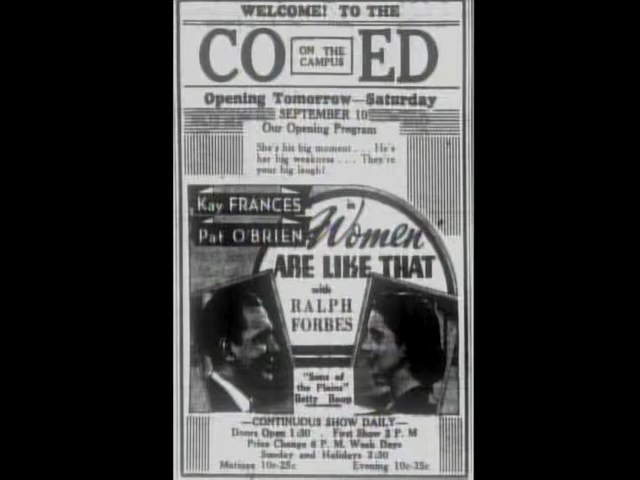 WELCOME! TO THE
CO ON THE CAMPUS ED
Opening Tomorrow—Saturday
SEPTEMBER 10
Our Opening Program
She's his big moment . . . He's
her big weakness . . . They're
your big laugh!
Kay FRANCES
in
Pat O'BRIEN
Women
ARE LIKE THAT
with
RALPH
FORBES
"Sons of
the Plains"
Betty Boop
—CONTINUOUS SHOW DAILY—
Doors Open 1:30 . First Show 2 P. M
Price Change 6 P. M. Week Days
Sunday and Holidays 2:30
Matinee 10c-25c Evening 10c-25c